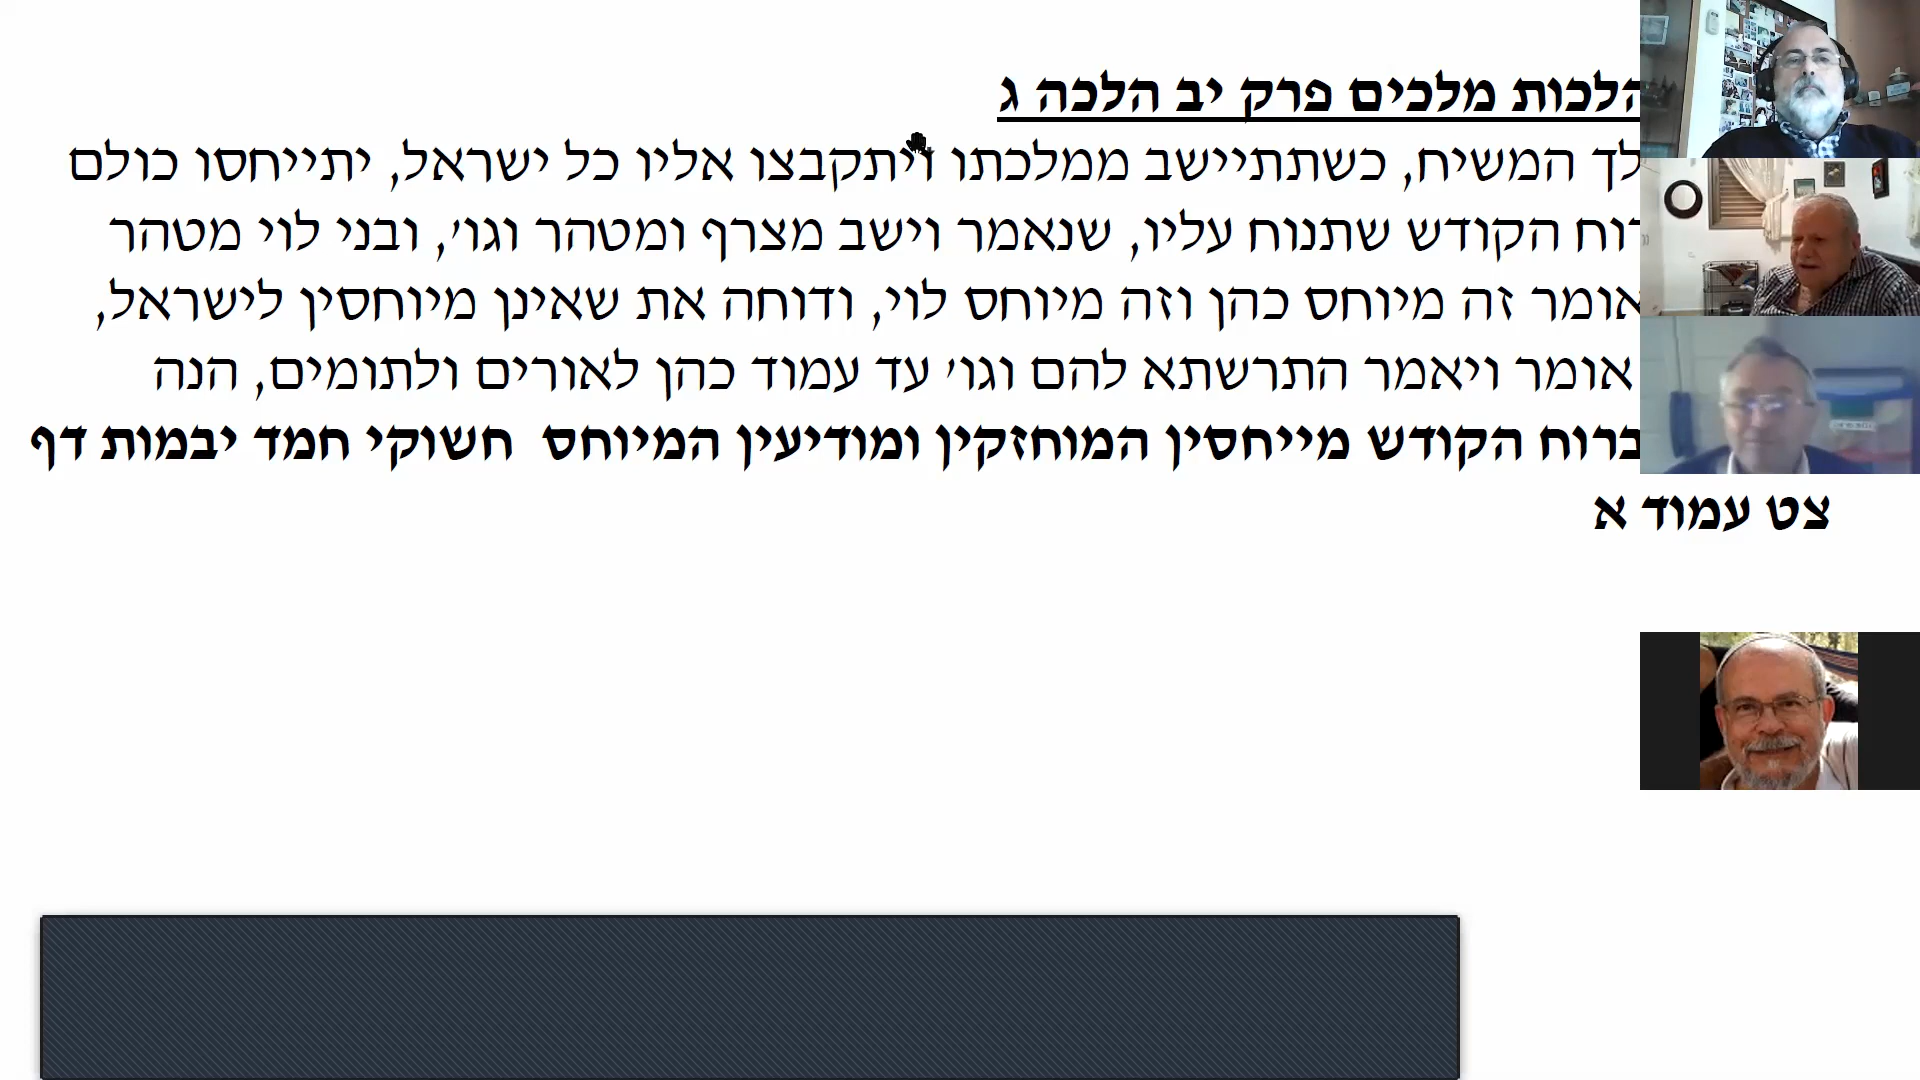 הלכות מלכים פרק יב הלכה ג
המשיח, כשתתיישב ממלכתו ויתקבצו אליו כל ישראל, יתייחסו כולם
הקודש שתנוח עליו, שנאמר וישב מצרף ומטהר וגו', ובני לוי מטהר
אומר זה מיוחס כהן וזה מיוחס לוי, ודוחה את שאינן מיוחסין לישראל,
אומר ויאמר התרשתא להם וגו' עד עמוד כהן לאורים ולתומים, הנה
ברוח הקודש מייחסין המוחזקין ומודיעין המיוחס חשוקי חמד יבמות דף
צט עמוד א